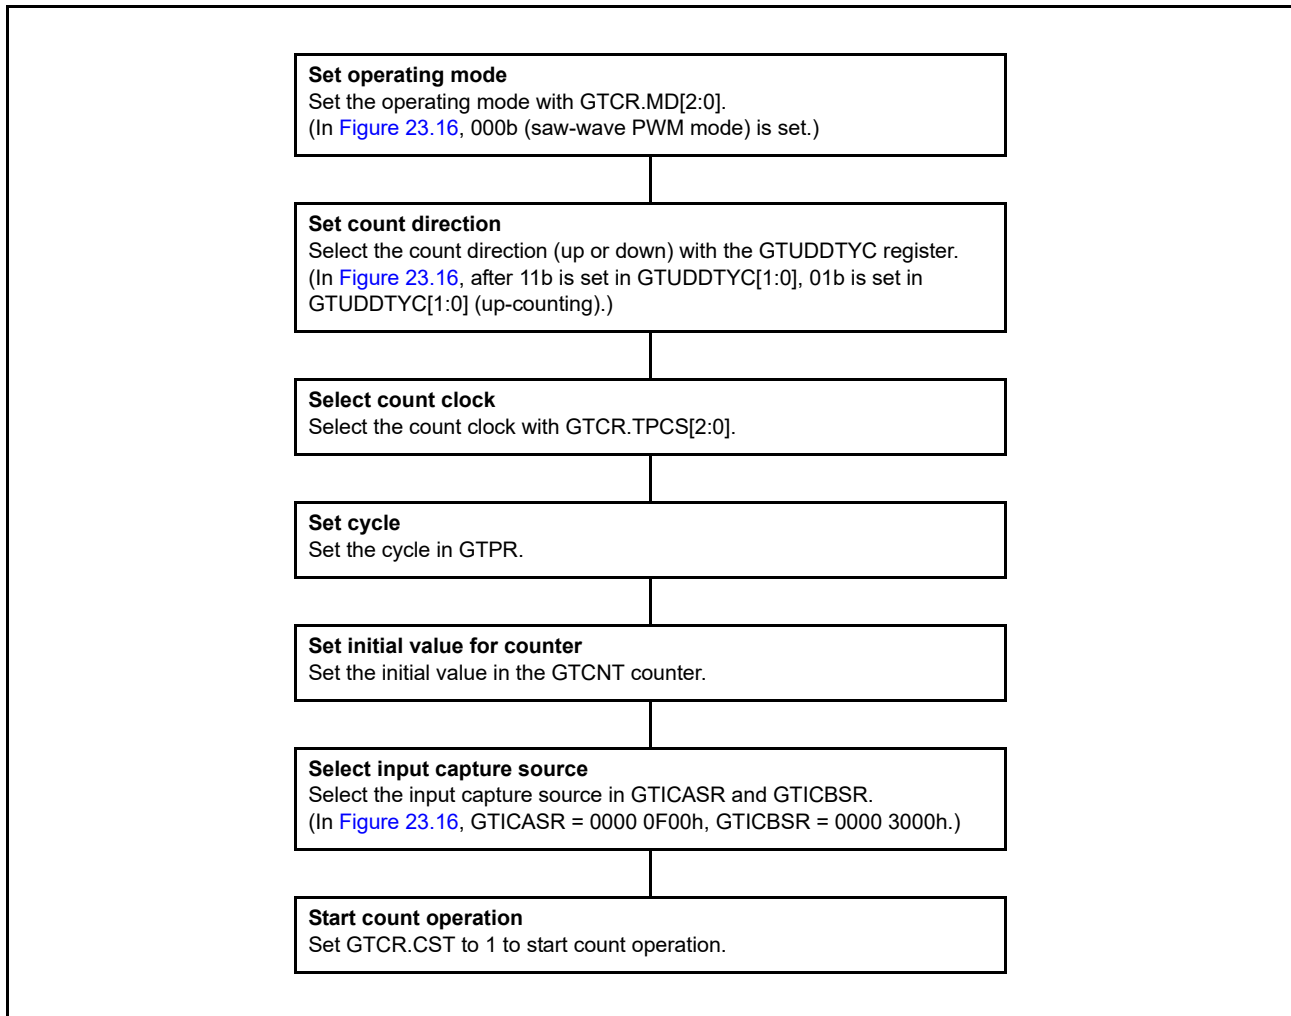 Set operating mode
Set the operating mode with GTCR.MD[2:0].
(In Figure 23.16, 000b (saw-wave PWM mode) is set.)
Set count direction
Select the count direction (up or down) with the GTUDDTYC register.
(In Figure 23.16, after 11b is set in GTUDDTYC[1:0], 01b is set in
GTUDDTYC[1:0] (up-counting).)
Select count clock
Select the count clock with GTCR.TPCS[2:0].
Set cycle
Set the cycle in GTPR.
Set initial value for counter
Set the initial value in the GTCNT counter.
Select input capture source
Select the input capture source in GTICASR and GTICBSR.
(In Figure 23.16, GTICASR = 0000 0F00h, GTICBSR = 0000 3000h.)
Start count operation
Set GTCR.CST to 1 to start count operation.